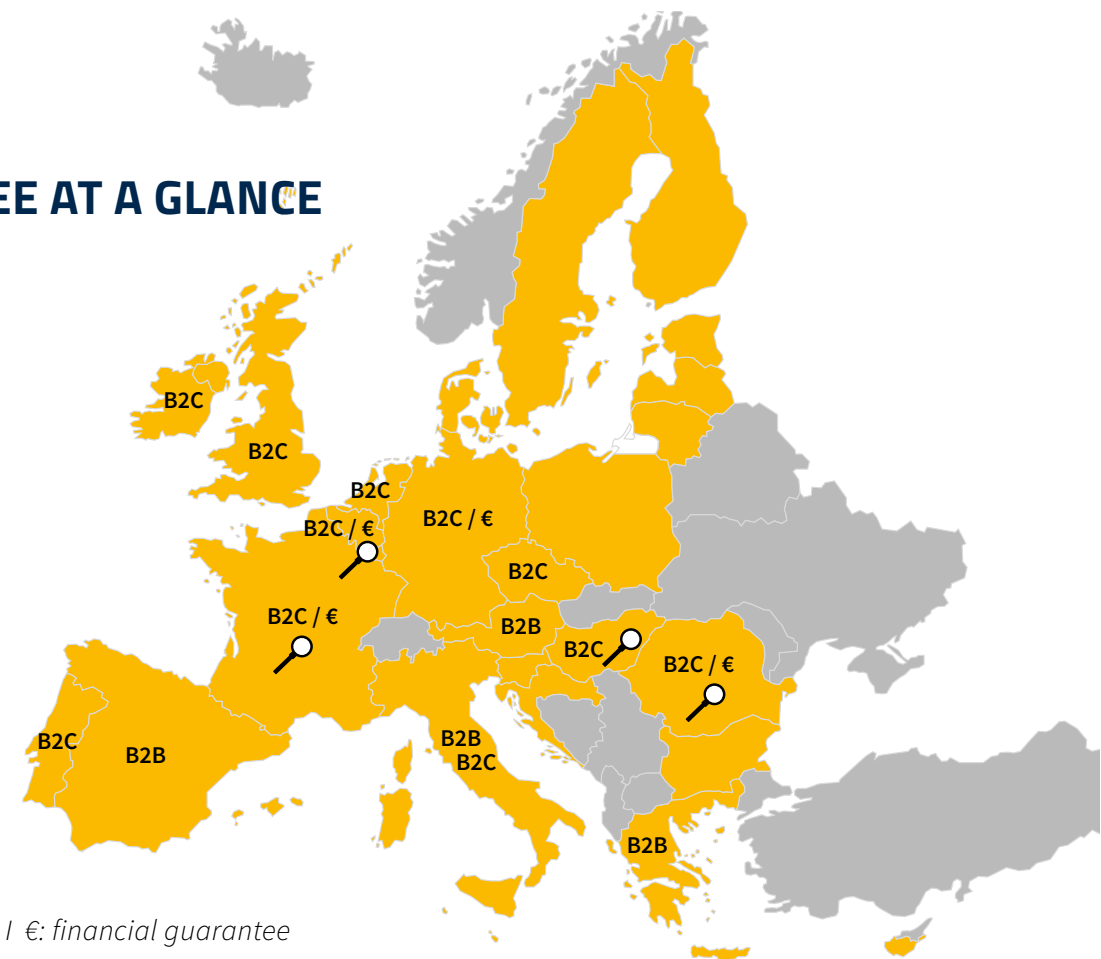 EE AT A GLANCE
B2C
B2C
B2C
B2C / €
B2C / €
B2C
B2C / €
B2B
B2C
B2C / €
B2C
B2B
B2B
B2C
B2B
I €: financial guarantee